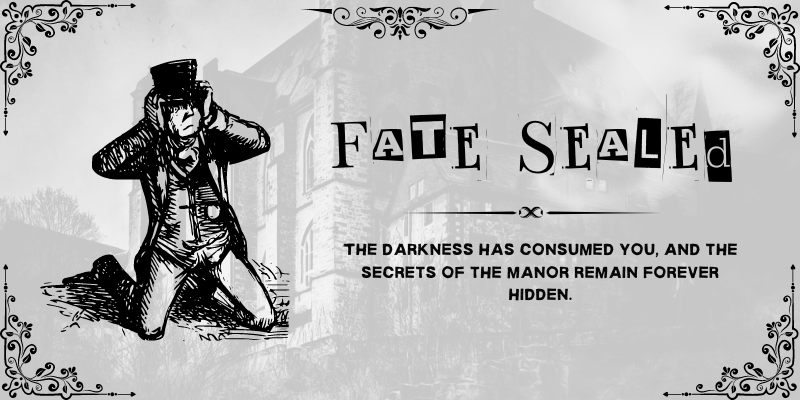 FATE SEALEd
THE DARKNESS HAS CONSUMED YOU, AND THE
SECRETS OF THE MANOR REMAIN FOREVER
HIDDEN.